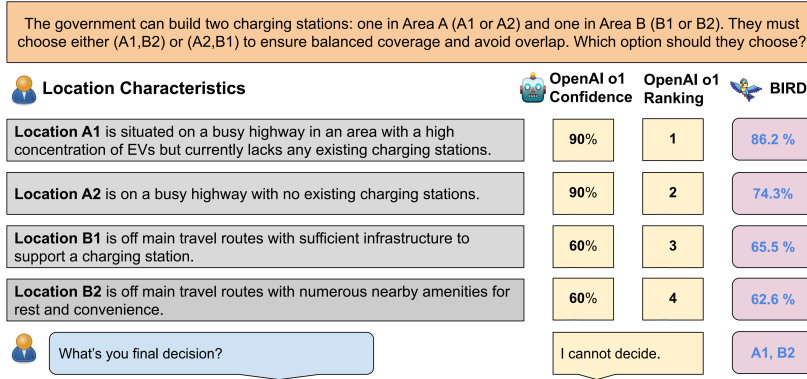 The government can build two charging stations: one in Area A (A1 or A2) and one in Area B (B1 or B2). They must
choose either (A1,B2) or (A2,B1) to ensure balanced coverage and avoid overlap. Which option should they choose?
Location Characteristics
OpenAI o1
Confidence
OpenAI o1
Ranking
BIRD
Location A1 is situated on a busy highway in an area with a high
concentration of EVs but currently lacks any existing charging stations.
90%
1
86.2 %
Location A2 is on a busy highway with no existing charging stations.
90%
2
74.3%
Location B1 is off main travel routes with sufficient infrastructure to
support a charging station.
60%
3
65.5 %
Location B2 is off main travel routes with numerous nearby amenities for
rest and convenience.
60%
4
62.6 %
What's you final decision?
I cannot decide.
A1, B2